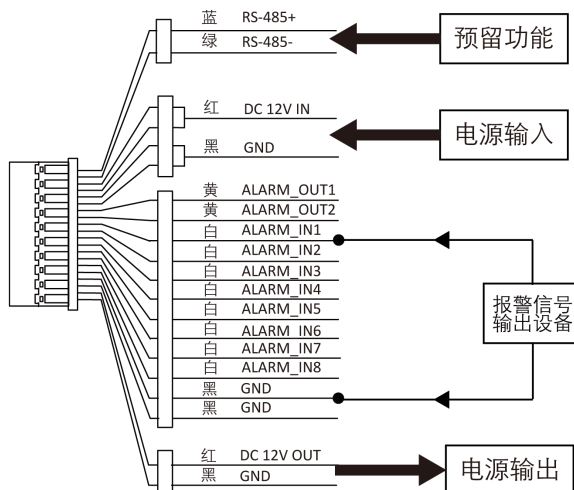 蓝 RS-485+
绿 RS-485-
预留功能
红 DC 12V IN
黑 GND
电源输入
黄 ALARM_OUT1
黄 ALARM_OUT2
白 ALARM_IN1
白 ALARM_IN2
白 ALARM_IN3
白 ALARM_IN4
白 ALARM_IN5
白 ALARM_IN6
白 ALARM_IN7
白 ALARM_IN8
黑 GND
黑 GND
报警信号
输出设备
红 DC 12V OUT
黑 GND
电源输出